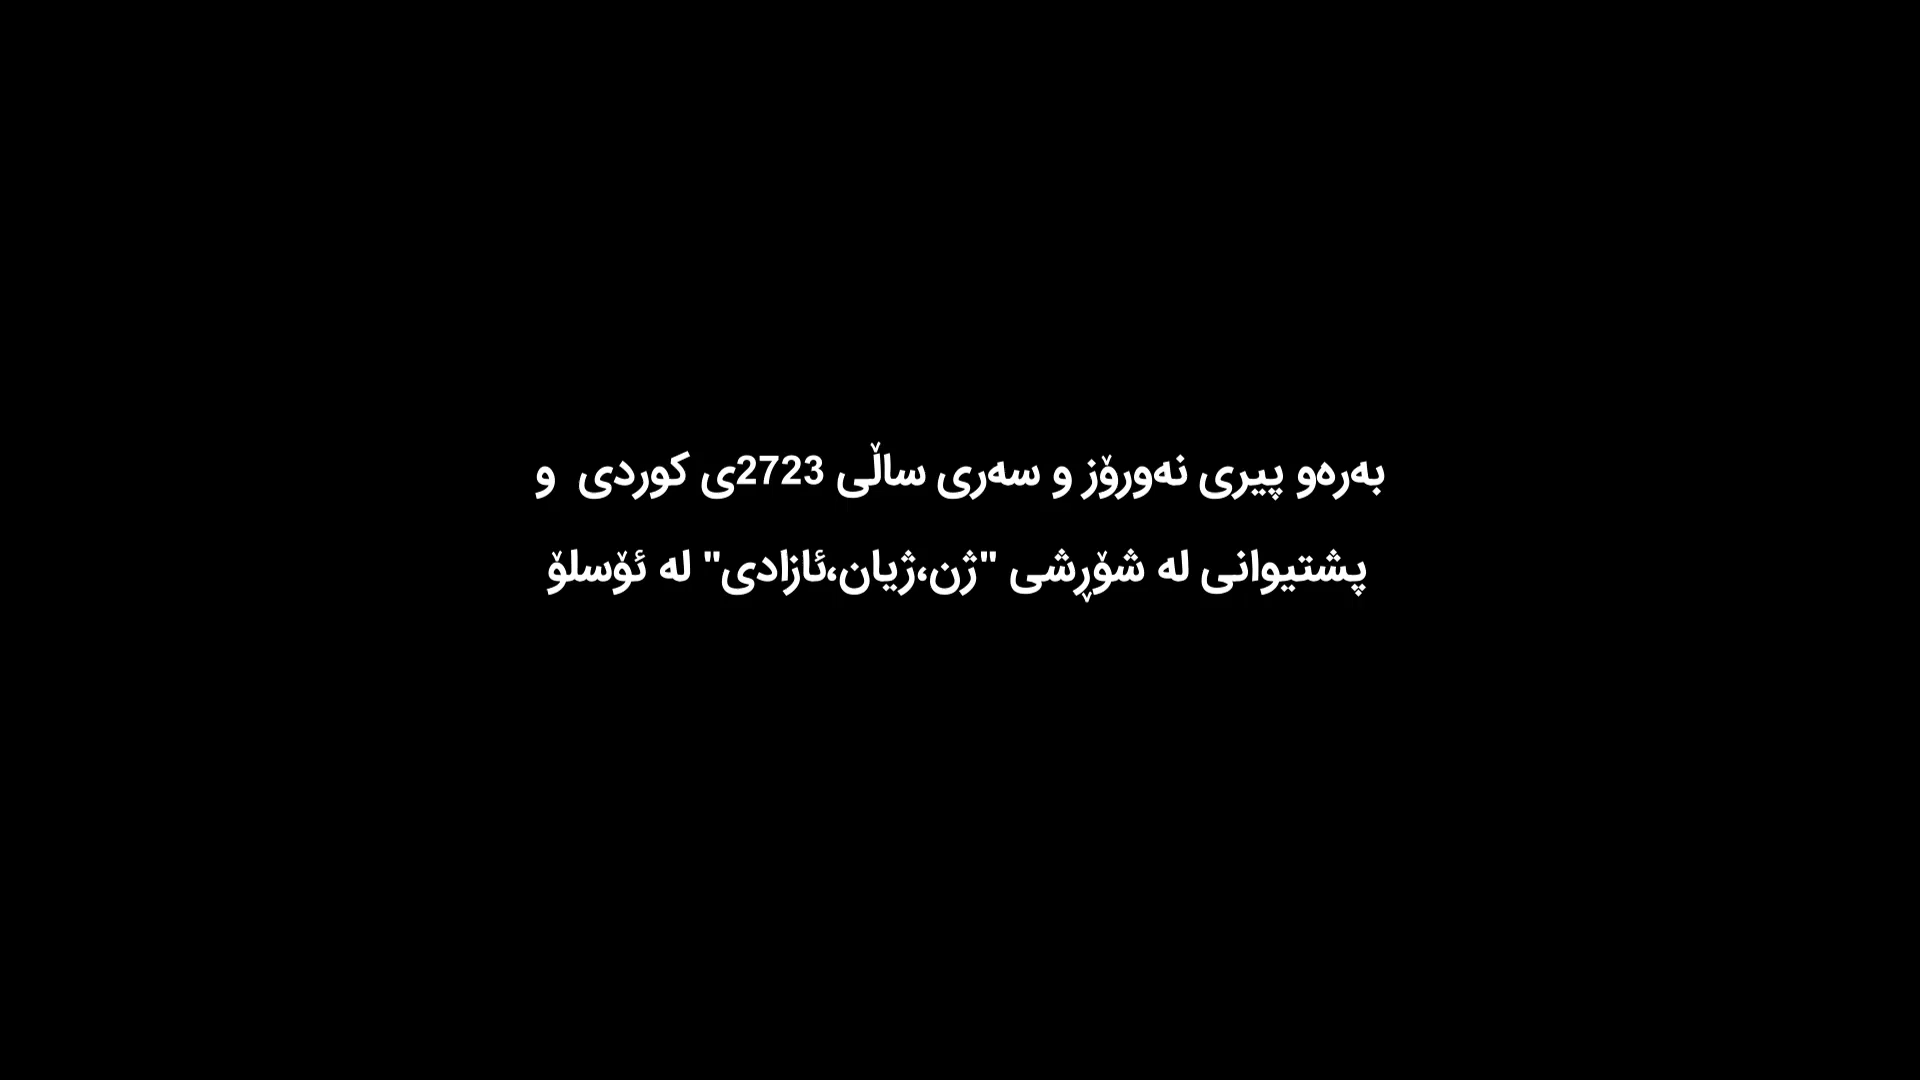 بەرەو پیری نەورۆز و سەری ساڵی 2723ی کوردی  و
پشتیوانی لە شۆڕشی "ژن،ژیان،ئازادی" لە ئۆسلۆ